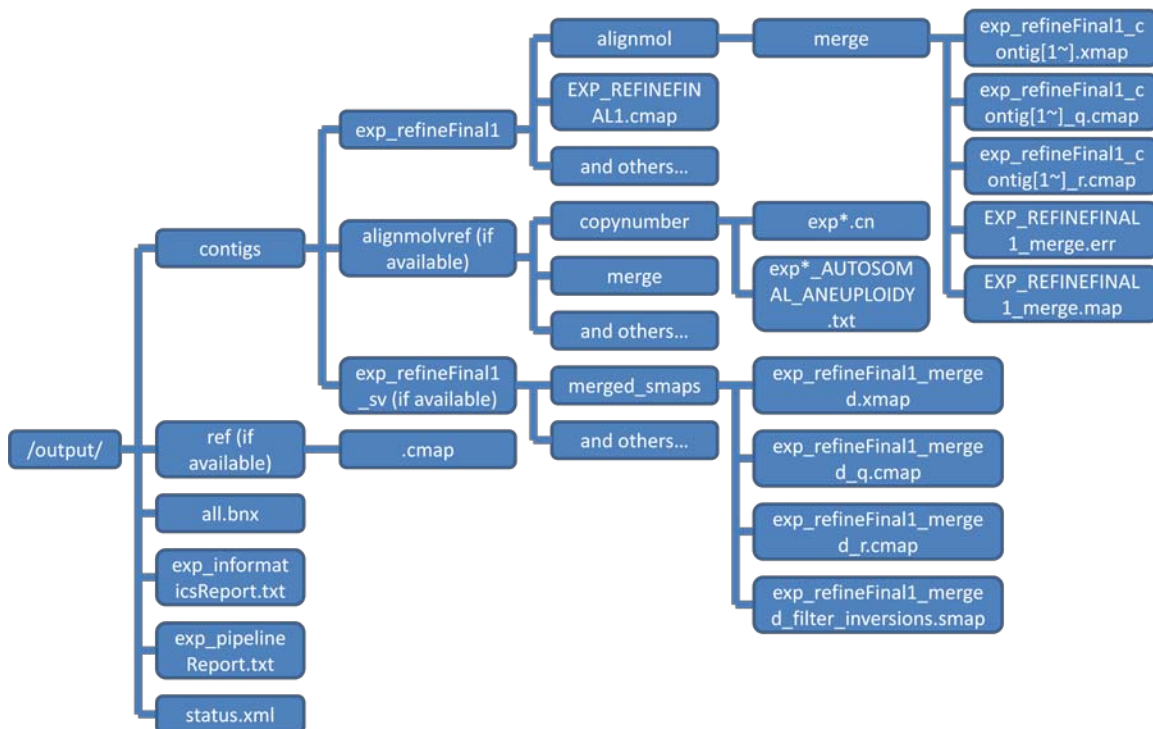 /output/
contigs
exp_refineFinal1
alignmol
merge
exp_refineFinal1_c
ontig[1~].xmap
exp_refineFinal1_c
ontig[1~]_q.cmap
exp_refineFinal1_c
ontig[1~]_r.cmap
EXP_REFINEFINAL
1_merge.err
EXP_REFINEFINAL
1_merge.map
EXP_REFINEFIN
AL1.cmap
and others...
alignmolvref (if
available)
copynumber
exp*.cn
exp*_AUTOSOM
AL_ANEUPLOIDY
.txt
merge
and others...
exp_refineFinal1
_sv (if available)
merged_smaps
exp_refineFinal1_merge
d.xmap
exp_refineFinal1_merge
d_q.cmap
exp_refineFinal1_merge
d_r.cmap
exp_refineFinal1_merge
d_filter_inversions.smap
and others...
ref (if
available)
.cmap
all.bnx
exp_informat
icsReport.txt
exp_pipeline
Report.txt
status.xml